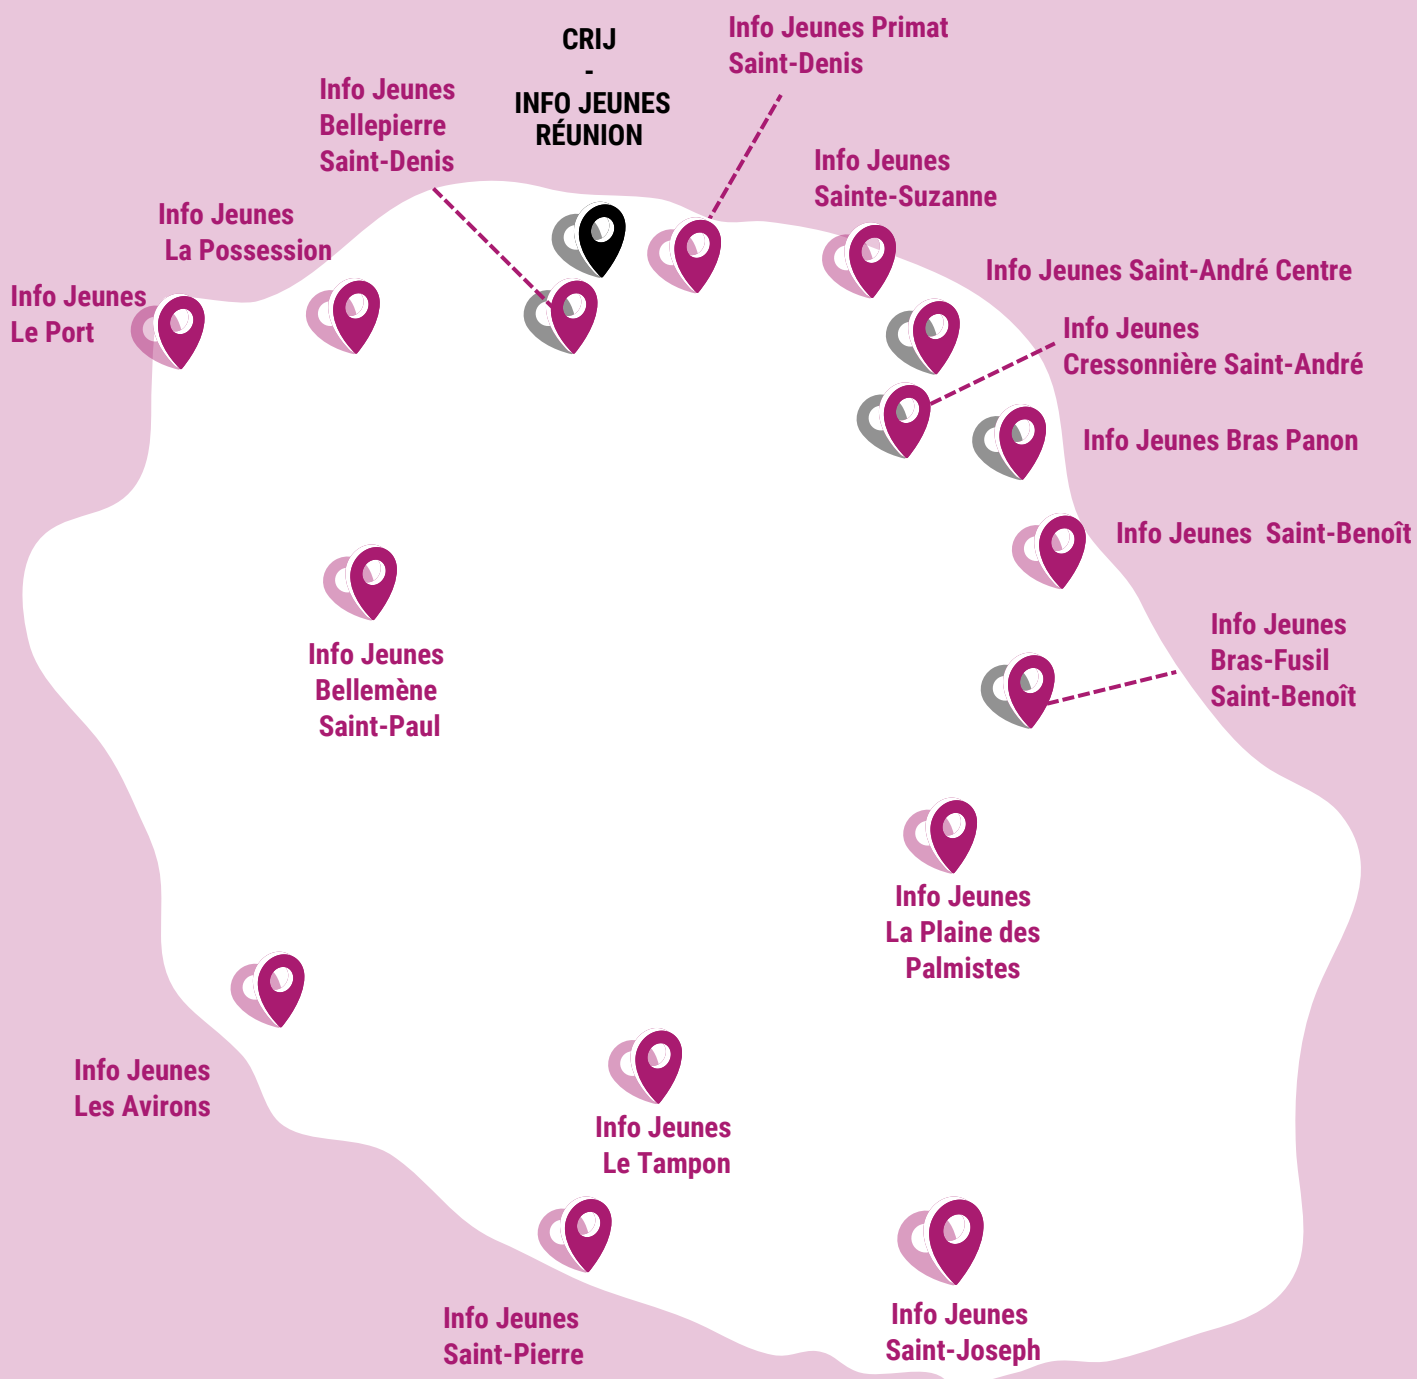 CRIJ
-
INFO JEUNES
RÉUNION
Info Jeunes Primat
Saint-Denis
Info Jeunes
Bellepierre
Saint-Denis
Info Jeunes
Sainte-Suzanne
Info Jeunes
La Possession
Info Jeunes Saint-André Centre
Info Jeunes
Le Port
Info Jeunes
Cressonnière Saint-André
Info Jeunes Bras Panon
Info Jeunes Saint-Benoît
Info Jeunes
Bellemène
Saint-Paul
Info Jeunes
Bras-Fusil
Saint-Benoît
Info Jeunes
La Plaine des
Palmistes
Info Jeunes
Les Avirons
Info Jeunes
Le Tampon
Info Jeunes
Saint-Pierre
Info Jeunes
Saint-Joseph